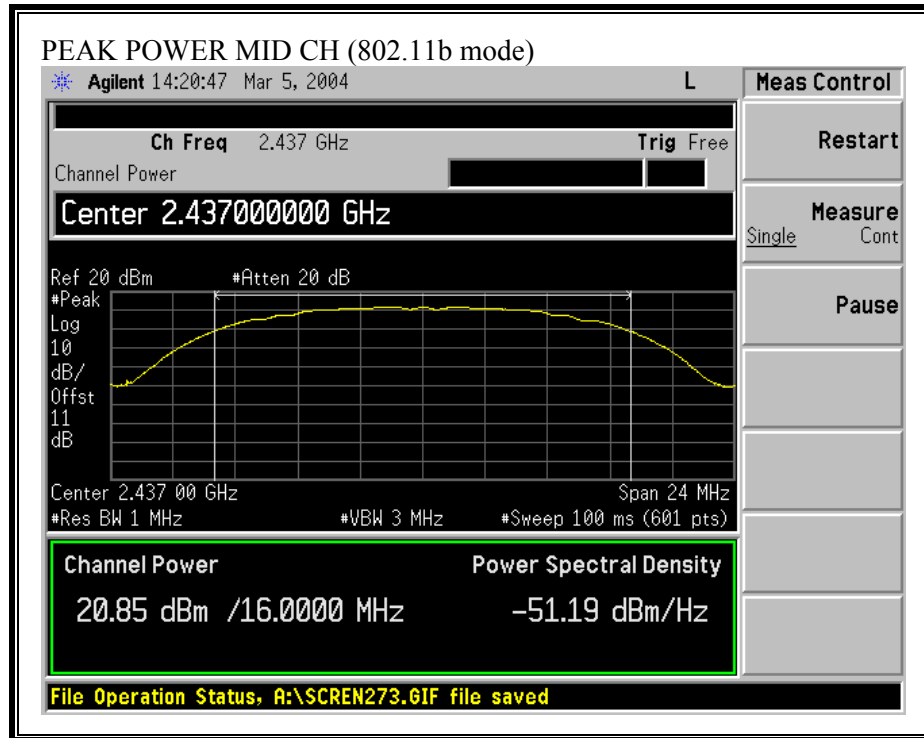 PEAK POWER MID CH (802.11b mode)
Agilent 14:20:47 Mar 5, 2004 L
Meas Control
Ch Freq 2.437 GHz Trig Free
Restart
Channel Power
Center 2.437000000 GHz
Measure
Single Cont
Ref 20 dBm #Atten 20 dB
Pause
#Peak
Log
10
dB/
Offst
11
dB
Center 2.437 00 GHz Span 24 MHz
#Res BW 1 MHz #VBW 3 MHz #Sweep 100 ms (601 pts)
Channel Power Power Spectral Density
20.85 dBm /16.0000 MHz -51.19 dBm/Hz
File Operation Status, A:\SCREN273.GIF file saved